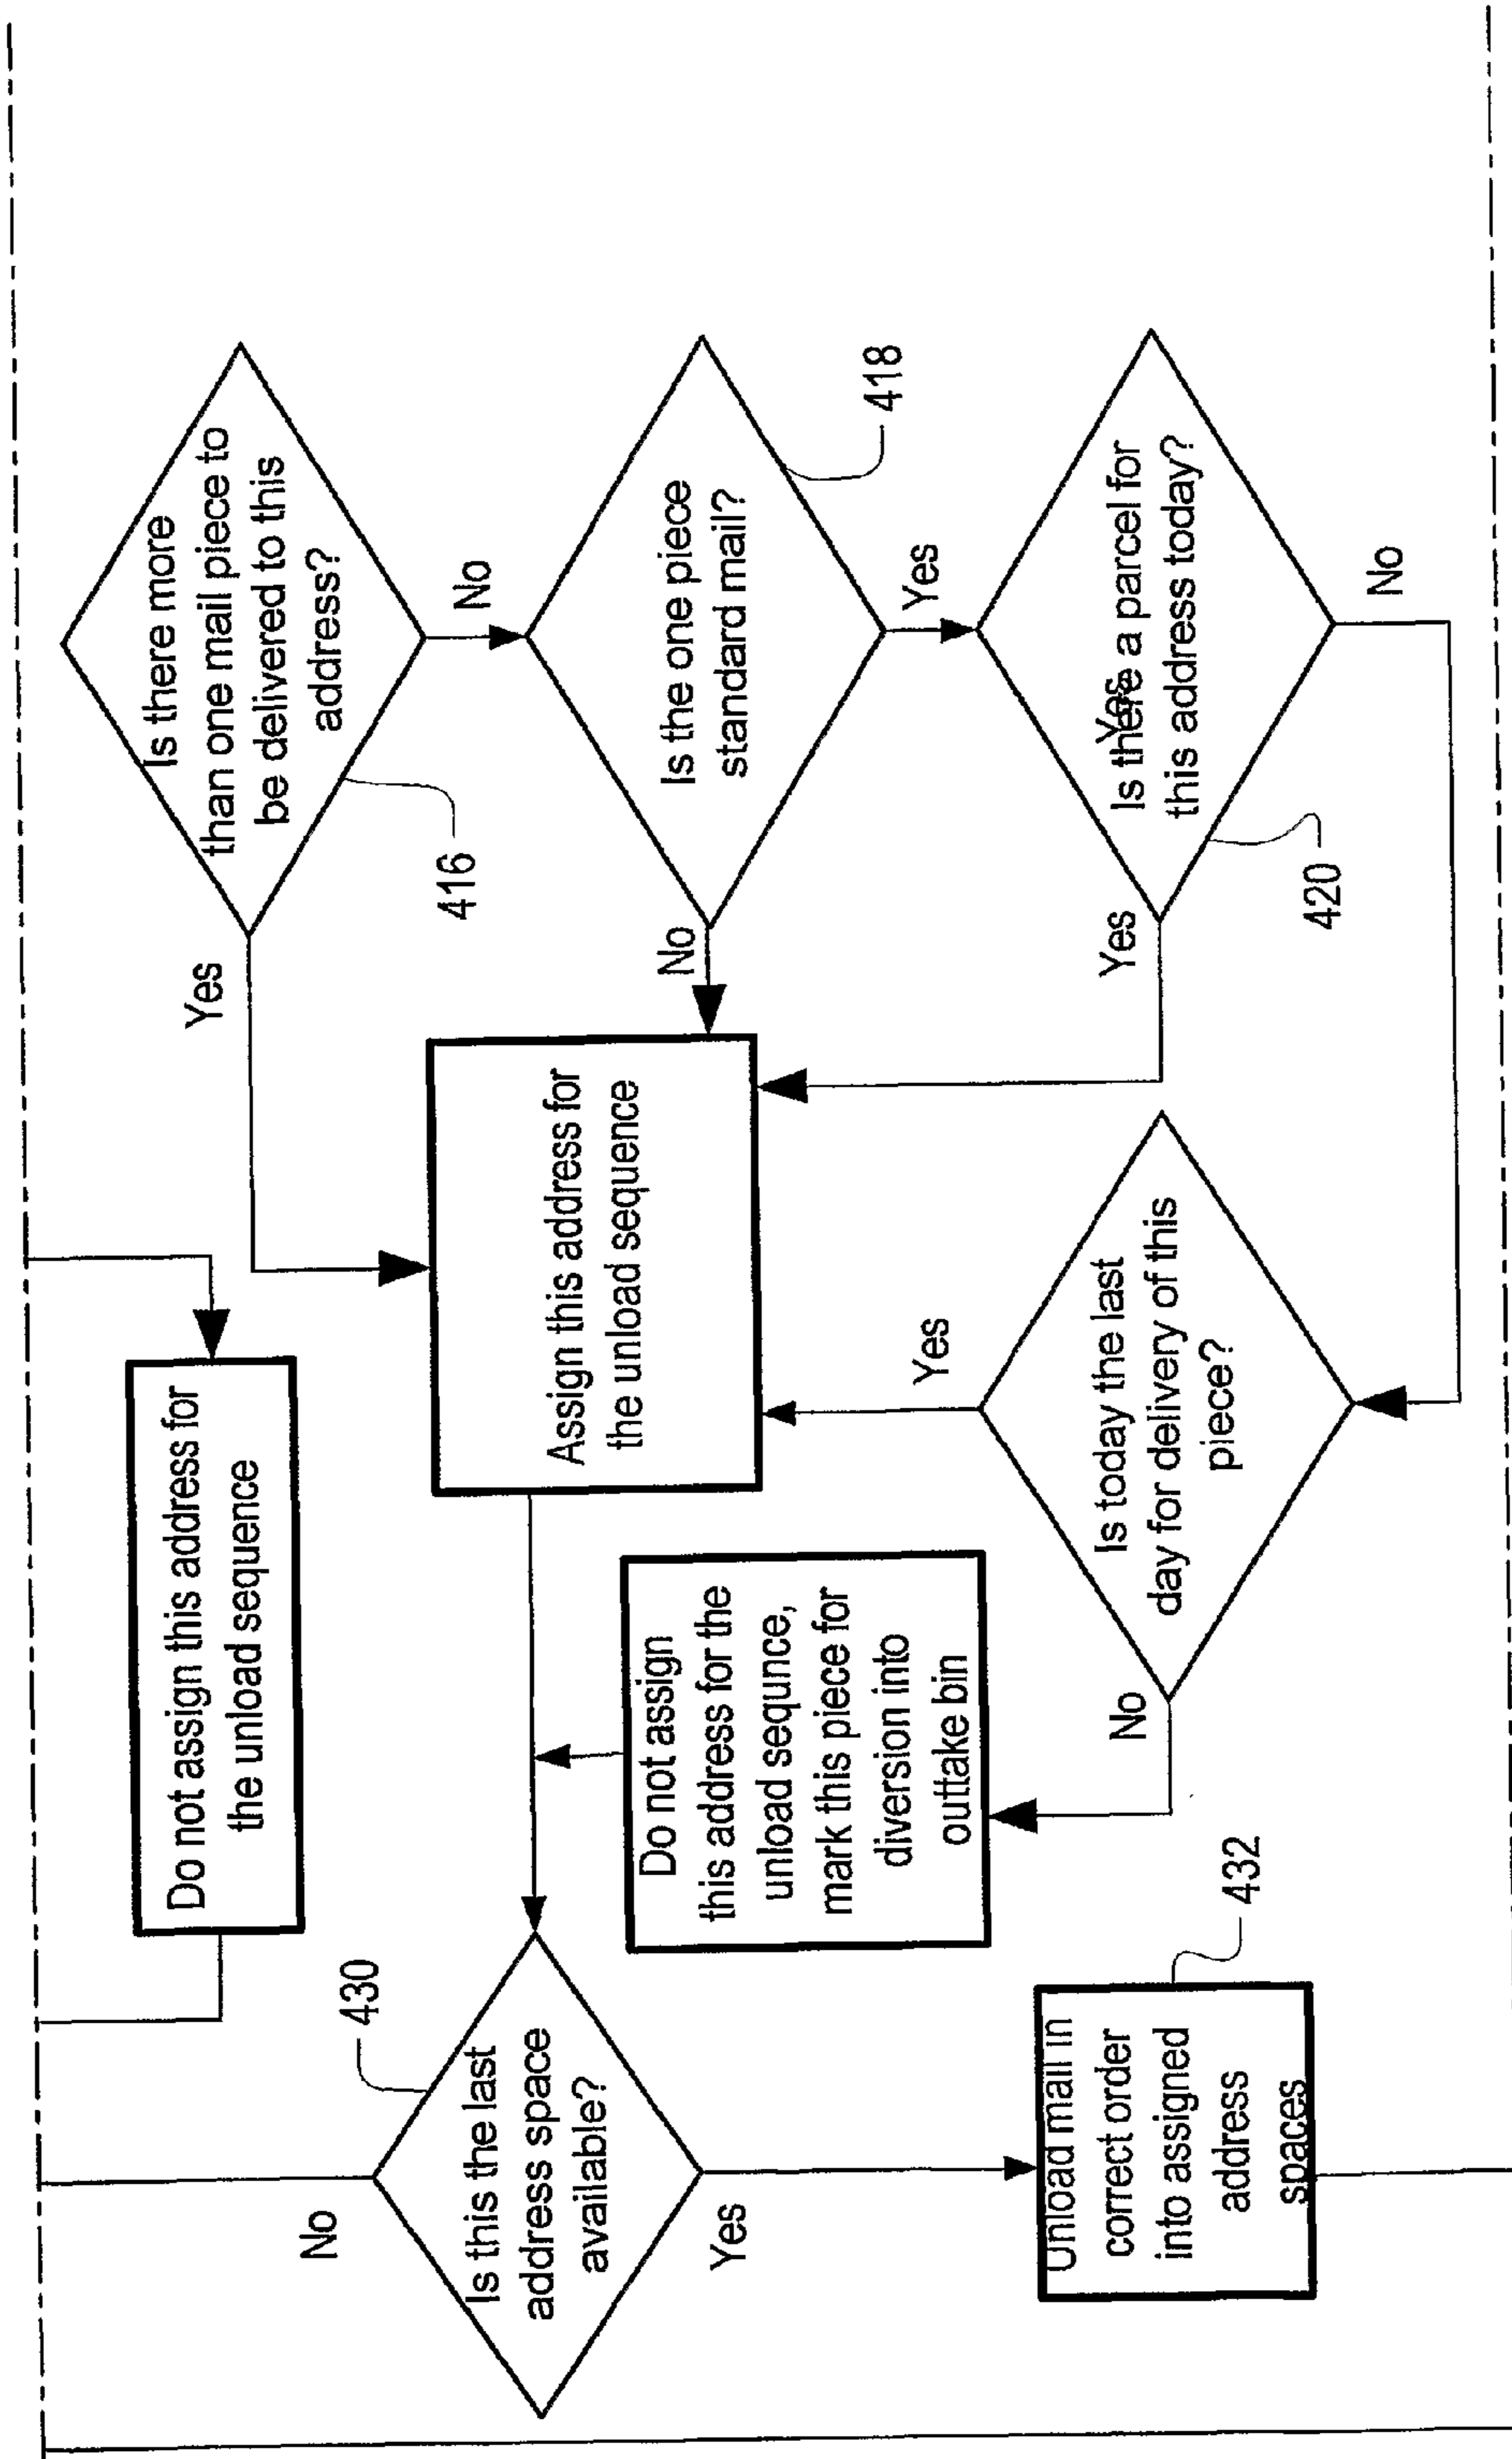 Is there more
than one mail piece to
be delivered to this
address?
416
Yes
No
Is the one piece
standard mail?
418
No
Yes
Is there a parcel for
this address today?
Yes
420
Yes
No
Assign this address for
the unload sequence
Do not assign this address for
the unload sequence
Is today the last
day for delivery of this
piece?
Yes
No
Do not assign
this address for the
unload sequnce,
mark this piece for
diversion into
outtake bin
Is this the last
address space
available?
430
No
Yes
Unload mail in
correct order
into assigned
address
spaces
432